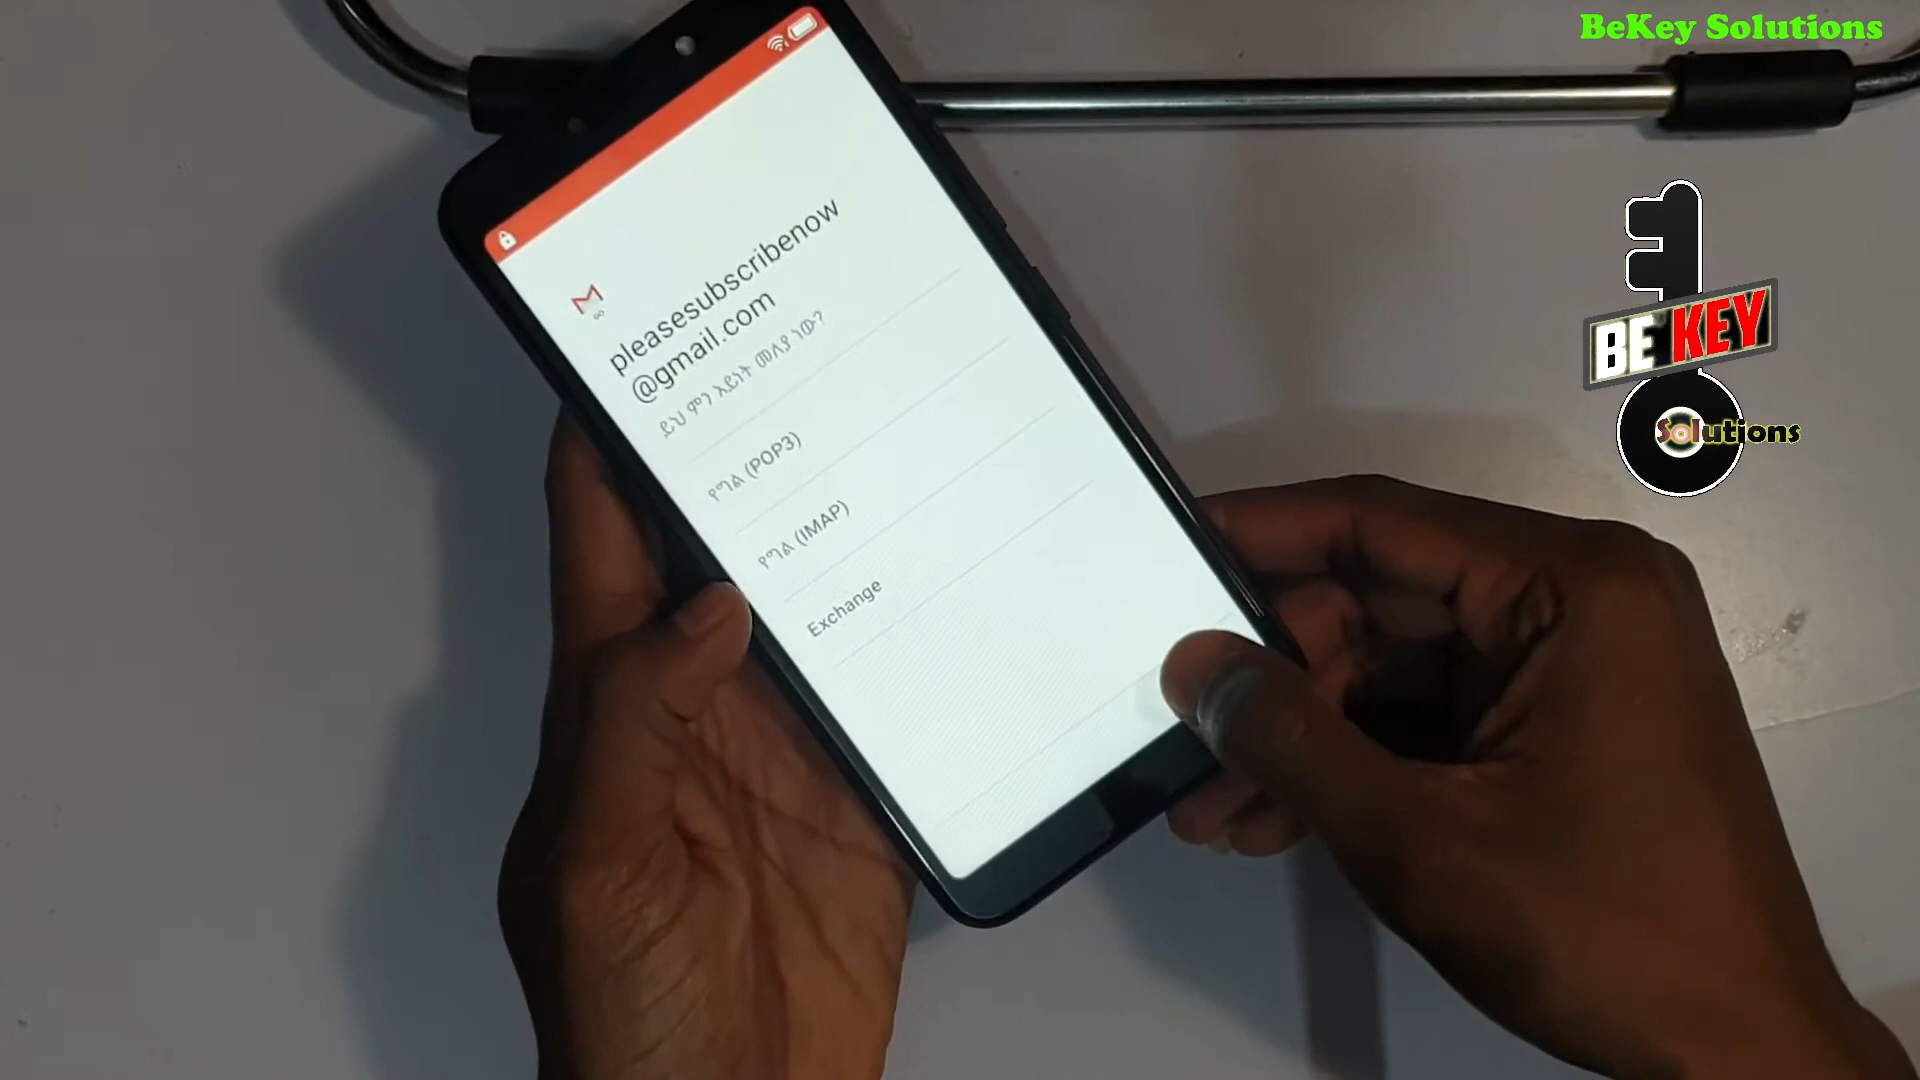 BeKey Solutions
pleasesubscribenow
@gmail.com
ይህ ምን አይነት መለያ ነው?
የግል (POP3)
የግል (IMAP)
Exchange
BE KEY
Solutions